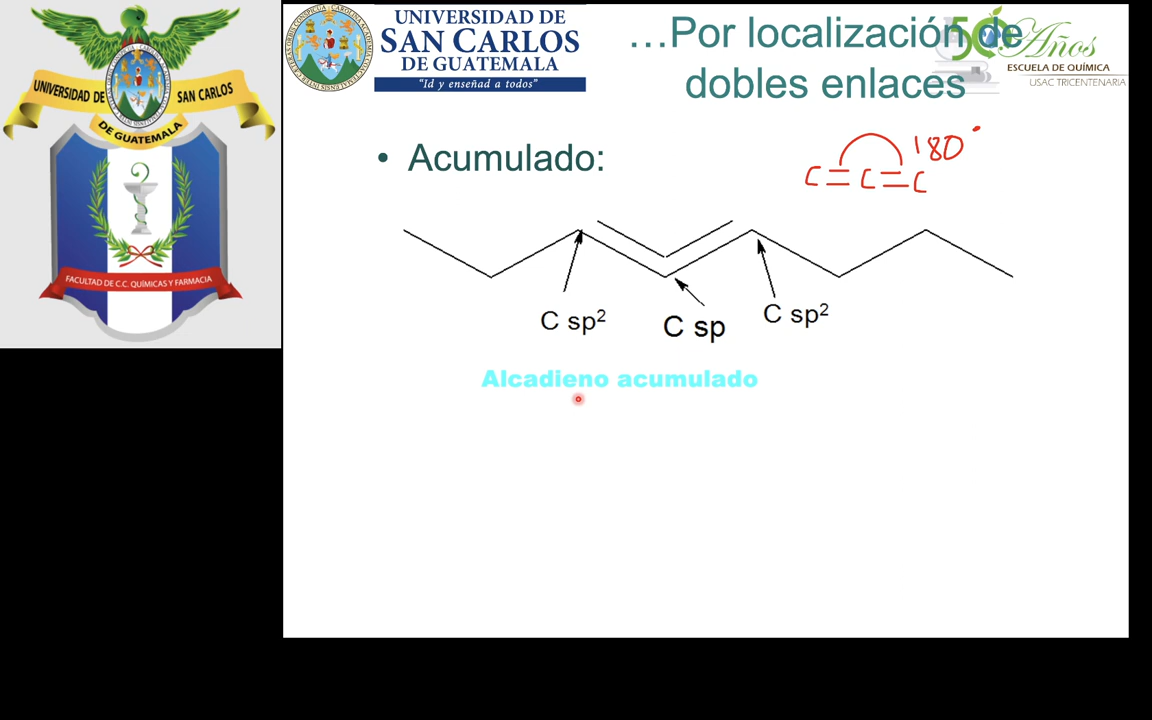 UNIVERSIDAD DE SAN CARLOS
DE GUATEMALA
FACULTAD DE C.C. QUÍMICAS Y FARMACIA
UNIVERSIDAD DE
SAN CARLOS
DE GUATEMALA
"Id y enseñad a todos"
…Por localización de
dobles enlaces
50 Años
ESCUELA DE QUÍMICA
USAC TRICENTENARIA
• Acumulado:
180°
C=C=C
C sp²
C sp
C sp²
Alcadieno acumulado